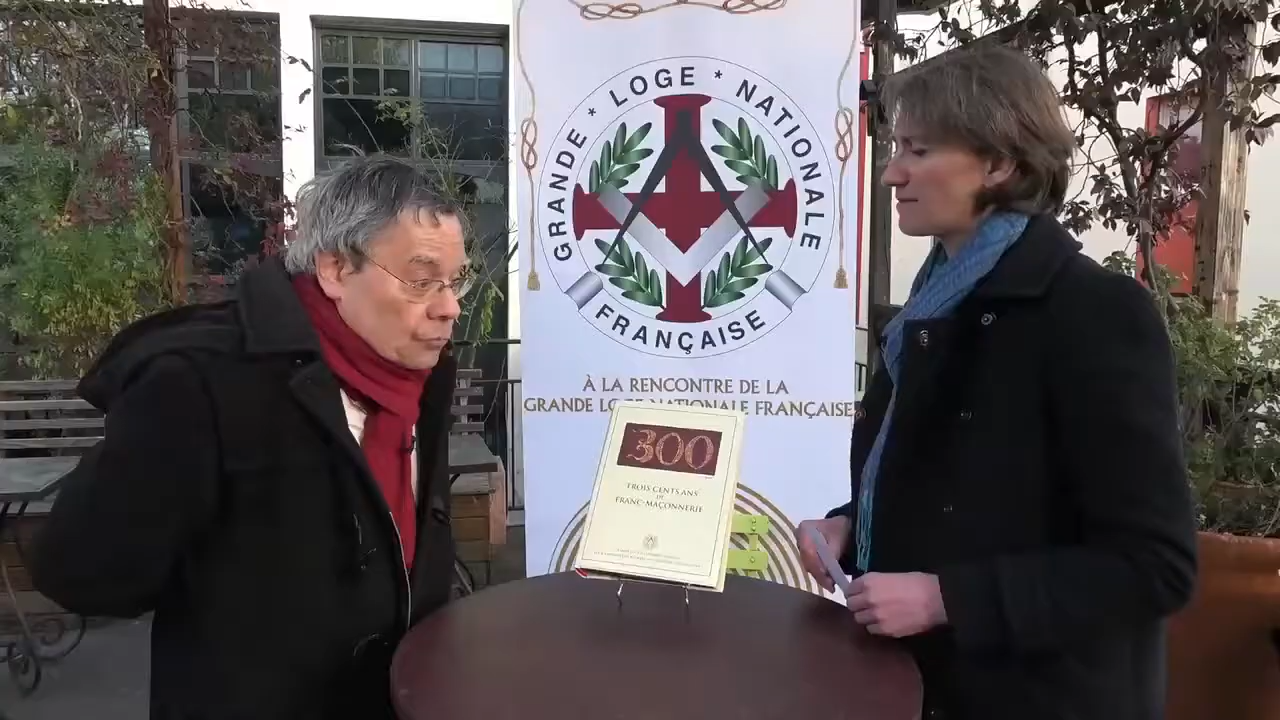 GRANDE * LOGE * NATIONALE
FRANÇAISE
À LA RENCONTRE DE LA
GRANDE LOGE NATIONALE FRANÇAISE
300
TROIS CENTS ANS
DE
FRANC-MAÇONNERIE